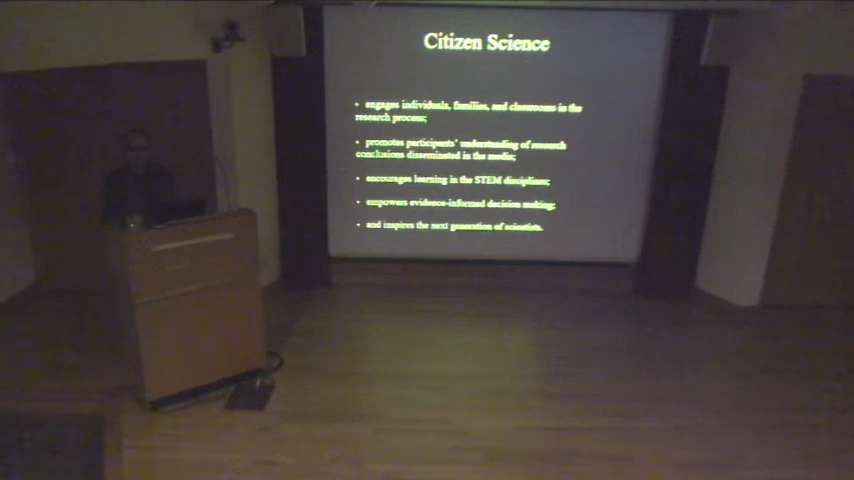 Citizen Science
• engages individuals, families, and classrooms in the
research process;
• promotes participants' understanding of research
conclusions disseminated in the media;
• encourages learning in the STEM disciplines;
• empowers evidence-informed decision making;
• and inspires the next generation of scientists.